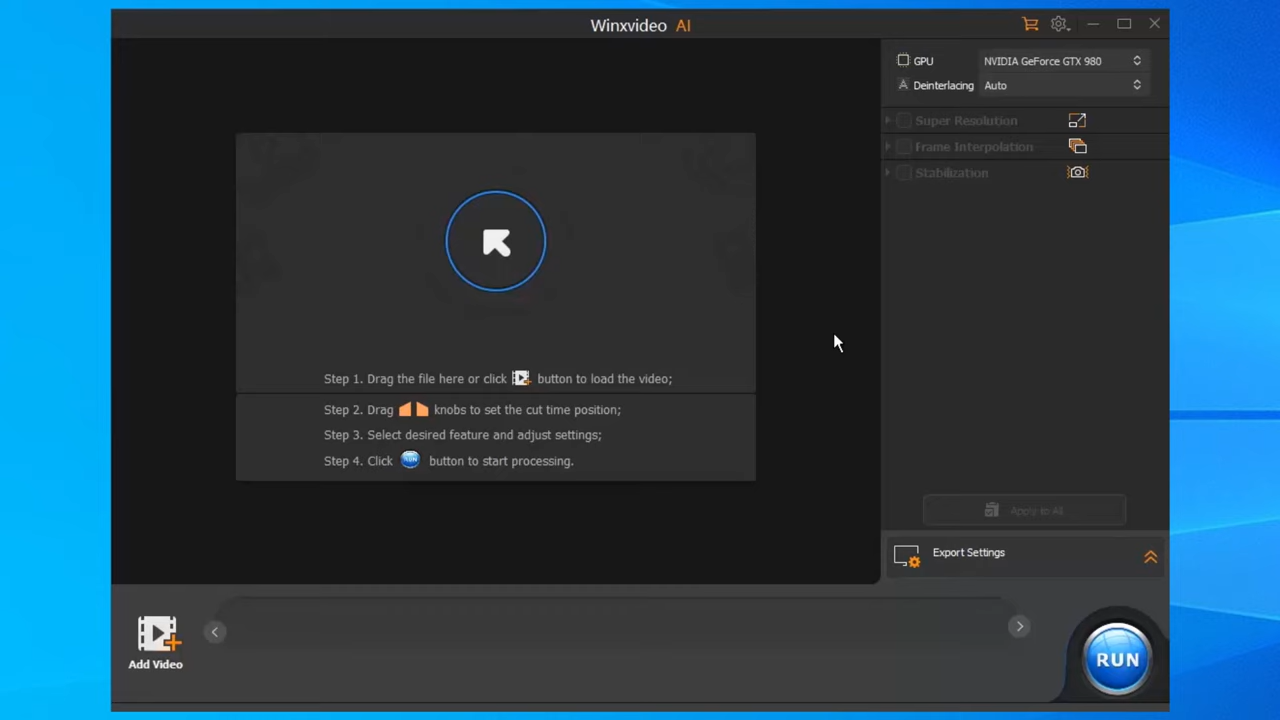 Winxvideo AI
GPU NVIDIA GeForce GTX 980
Deinterlacing Auto
Super Resolution
Frame Interpolation
Stabilization
Step 1. Drag the file here or click button to load the video;
Step 2. Drag knobs to set the cut time position;
Step 3. Select desired feature and adjust settings;
Step 4. Click RUN button to start processing.
Apply to All
Export Settings
Add Video
RUN